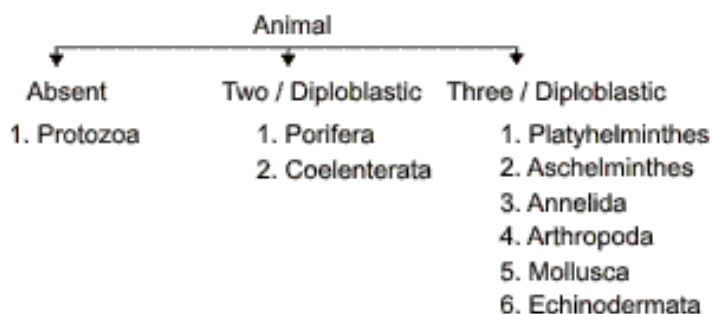 Animal
Absent
Two / Diploblastic
Three / Diploblastic
1. Protozoa
1. Porifera
2. Coelenterata
1. Platyhelminthes
2. Aschelminthes
3. Annelida
4. Arthropoda
5. Mollusca
6. Echinodermata